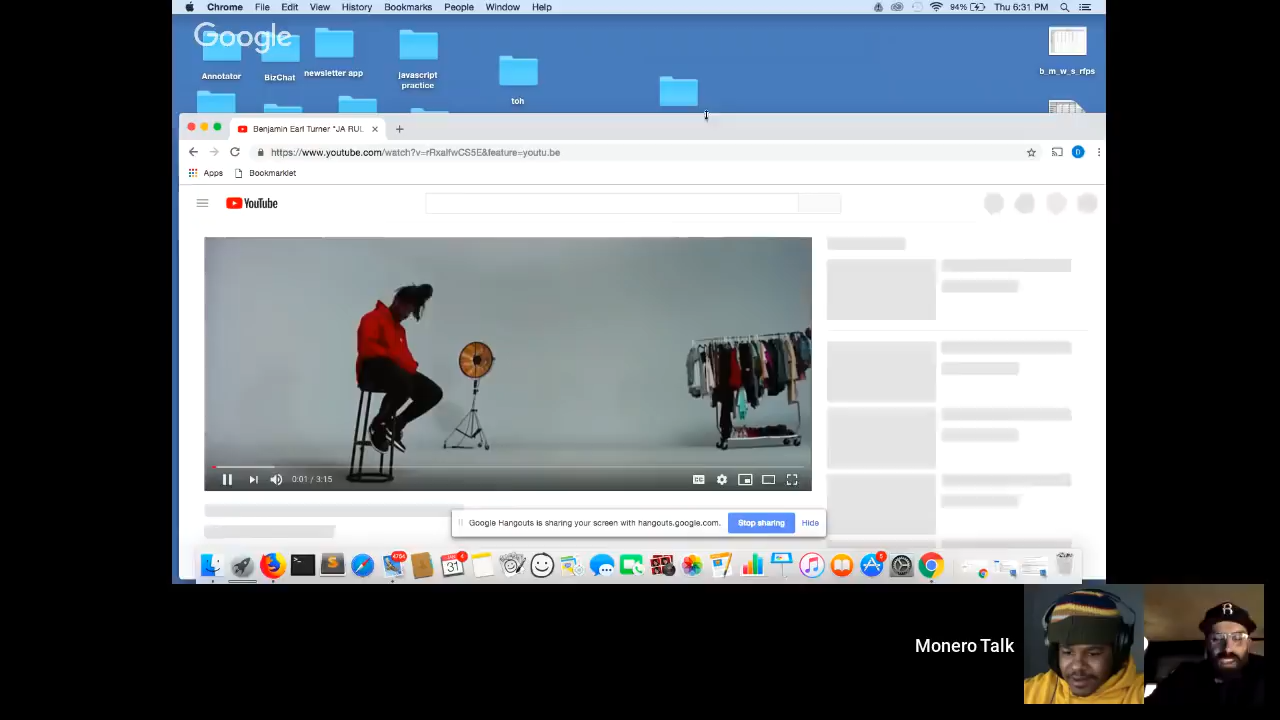 Chrome File Edit View History Bookmarks People Window Help 94% Thu 6:31 PM
Google
Annotator BizChat newsletter app javascript practice toh b_m_w_s_rfps
Benjamin Earl Turner "JA RUL
https://www.youtube.com/watch?v=rRxalfwCS5E&feature=youtu.be
Apps Bookmarklet
YouTube
0:01 / 3:15
Google Hangouts is sharing your screen with hangouts.google.com. Stop sharing Hide
4764
31
Monero Talk